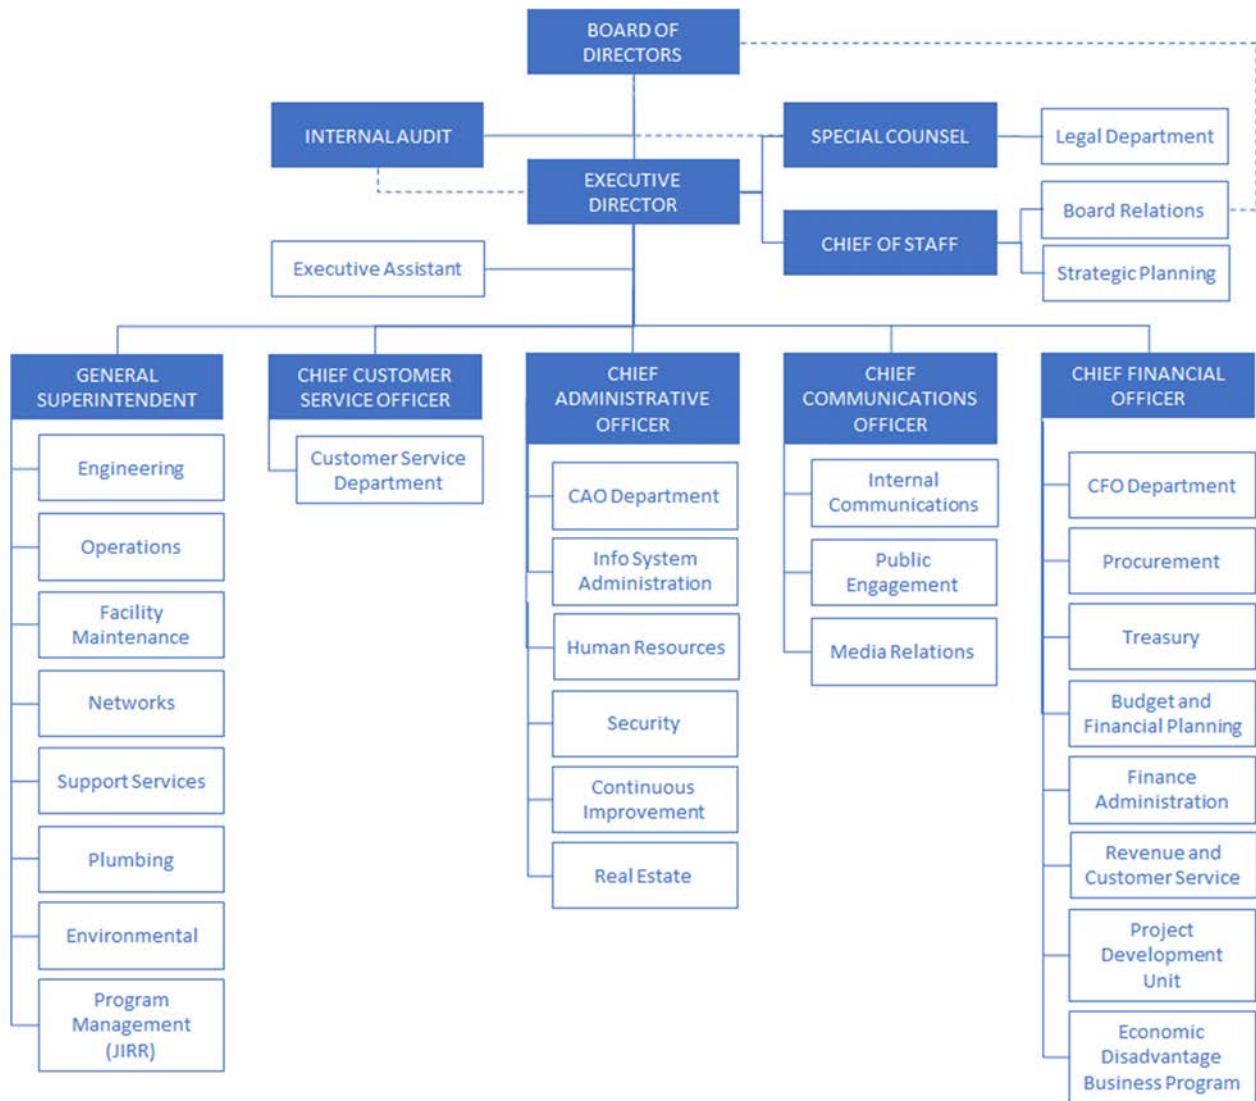 BOARD OF
DIRECTORS
INTERNAL AUDIT
SPECIAL COUNSEL
Legal Department
EXECUTIVE
DIRECTOR
Board Relations
CHIEF OF STAFF
Executive Assistant
Strategic Planning
GENERAL
SUPERINTENDENT
Engineering
Operations
Facility
Maintenance
Networks
Support Services
Plumbing
Environmental
Program
Management
(JIRR)
CHIEF CUSTOMER
SERVICE OFFICER
Customer Service
Department
CHIEF
ADMINISTRATIVE
OFFICER
CAO Department
Info System
Administration
Human Resources
Security
Continuous
Improvement
Real Estate
CHIEF
COMMUNICATIONS
OFFICER
Internal
Communications
Public
Engagement
Media Relations
CHIEF FINANCIAL
OFFICER
CFO Department
Procurement
Treasury
Budget and
Financial Planning
Finance
Administration
Revenue and
Customer Service
Project
Development
Unit
Economic
Disadvantage
Business Program